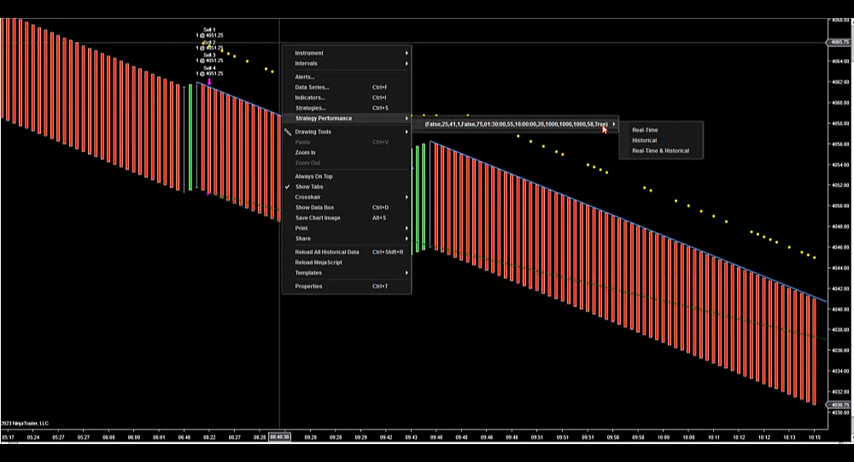 Sell 1
1 @ 4051.25
Sell 2
1 @ 4051.25
Sell 3
1 @ 4051.25
Sell 4
1 @ 4051.25
Instrument
Intervals
Alerts...
Data Series... Ctrl+F
Indicators... Ctrl+I
Strategies... Ctrl+S
Strategy Performance
(False,25,41,1,False,75,01:30:00,55,16:00:00,20,1000,1000,1000,58,True)
Real-Time
Historical
Real-Time & Historical
Drawing Tools
Paste Ctrl+V
Zoom In
Zoom Out
Always On Top
Show Tabs
Crosshair
Show Data Box Ctrl+D
Save Chart Image Alt+S
Print
Share
Reload All Historical Data Ctrl+Shift+R
Reload NinjaScript
Templates
Properties Ctrl+T
4068.00
4065.75
4064.00
4062.00
4060.00
4058.00
4056.00
4054.00
4052.00
4050.00
4048.00
4046.00
4044.00
4042.00
4040.00
4038.00
4036.00
4034.00
4032.00
4030.75
4030.00
2023 NinjaTrader, LLC
05:17 05:24 05:27 05:27 06:08 06:01 06:48 08:22 08:27 08:28 08:40:30 09:28 09:28 09:41 09:43 09:48 09:48 09:48 09:51 09:51 09:58 09:59 10:06 10:02 10:11 10:12 10:13 10:15